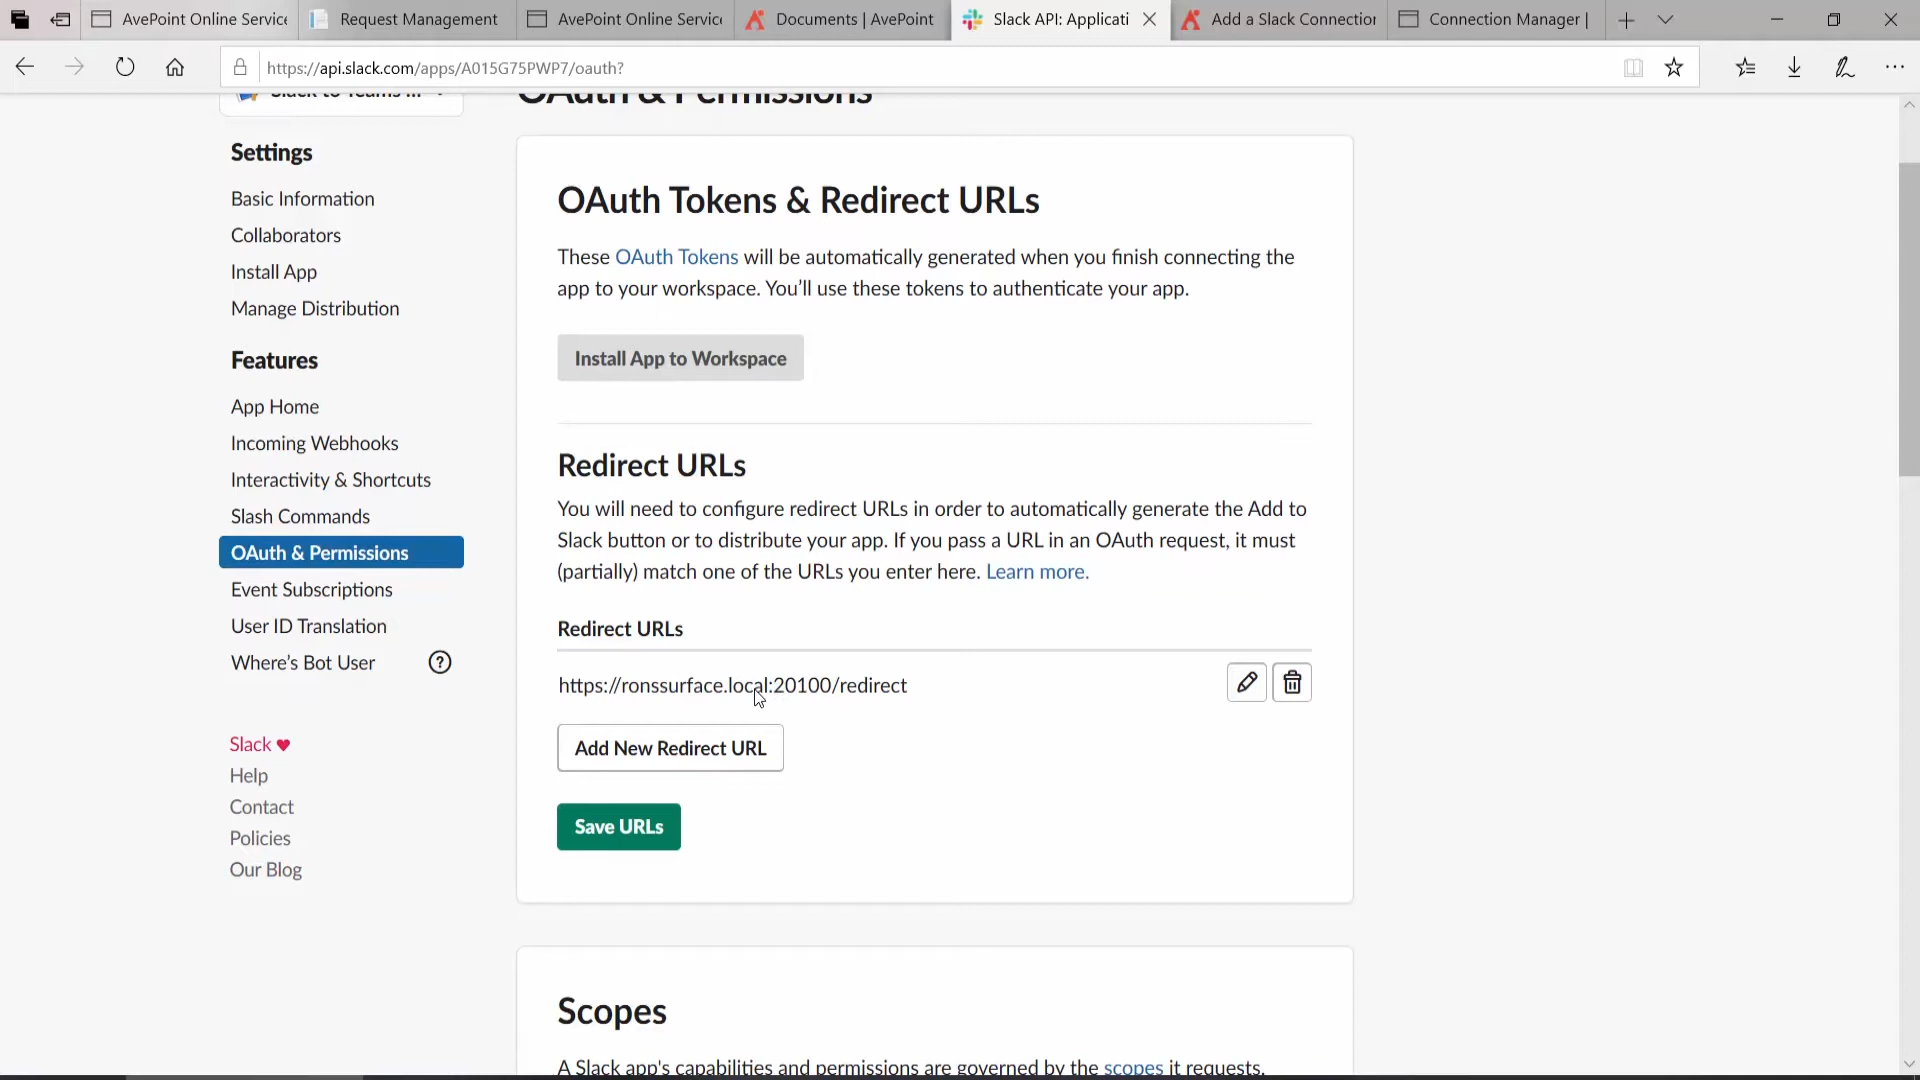 AvePoint Online Service
Request Management
AvePoint Online Servic
Documents | AvePoint
Slack API: Applicati
Add a Slack Connection
Connection Manager |
https://api.slack.com/apps/A015G75PWP7/oauth?
Slack to Teams ...
OAuth & Permissions
Settings
Basic Information
Collaborators
Install App
Manage Distribution
Features
App Home
Incoming Webhooks
Interactivity & Shortcuts
Slash Commands
OAuth & Permissions
Event Subscriptions
User ID Translation
Where's Bot User
?
Slack
Help
Contact
Policies
Our Blog
OAuth Tokens & Redirect URLs
These OAuth Tokens will be automatically generated when you finish connecting the
app to your workspace. You'll use these tokens to authenticate your app.
Install App to Workspace
Redirect URLs
You will need to configure redirect URLs in order to automatically generate the Add to
Slack button or to distribute your app. If you pass a URL in an OAuth request, it must
(partially) match one of the URLs you enter here. Learn more.
Redirect URLs
https://ronssurface.local:20100/redirect
Add New Redirect URL
Save URLs
Scopes
A Slack app's capabilities and permissions are governed by the scopes it requests.